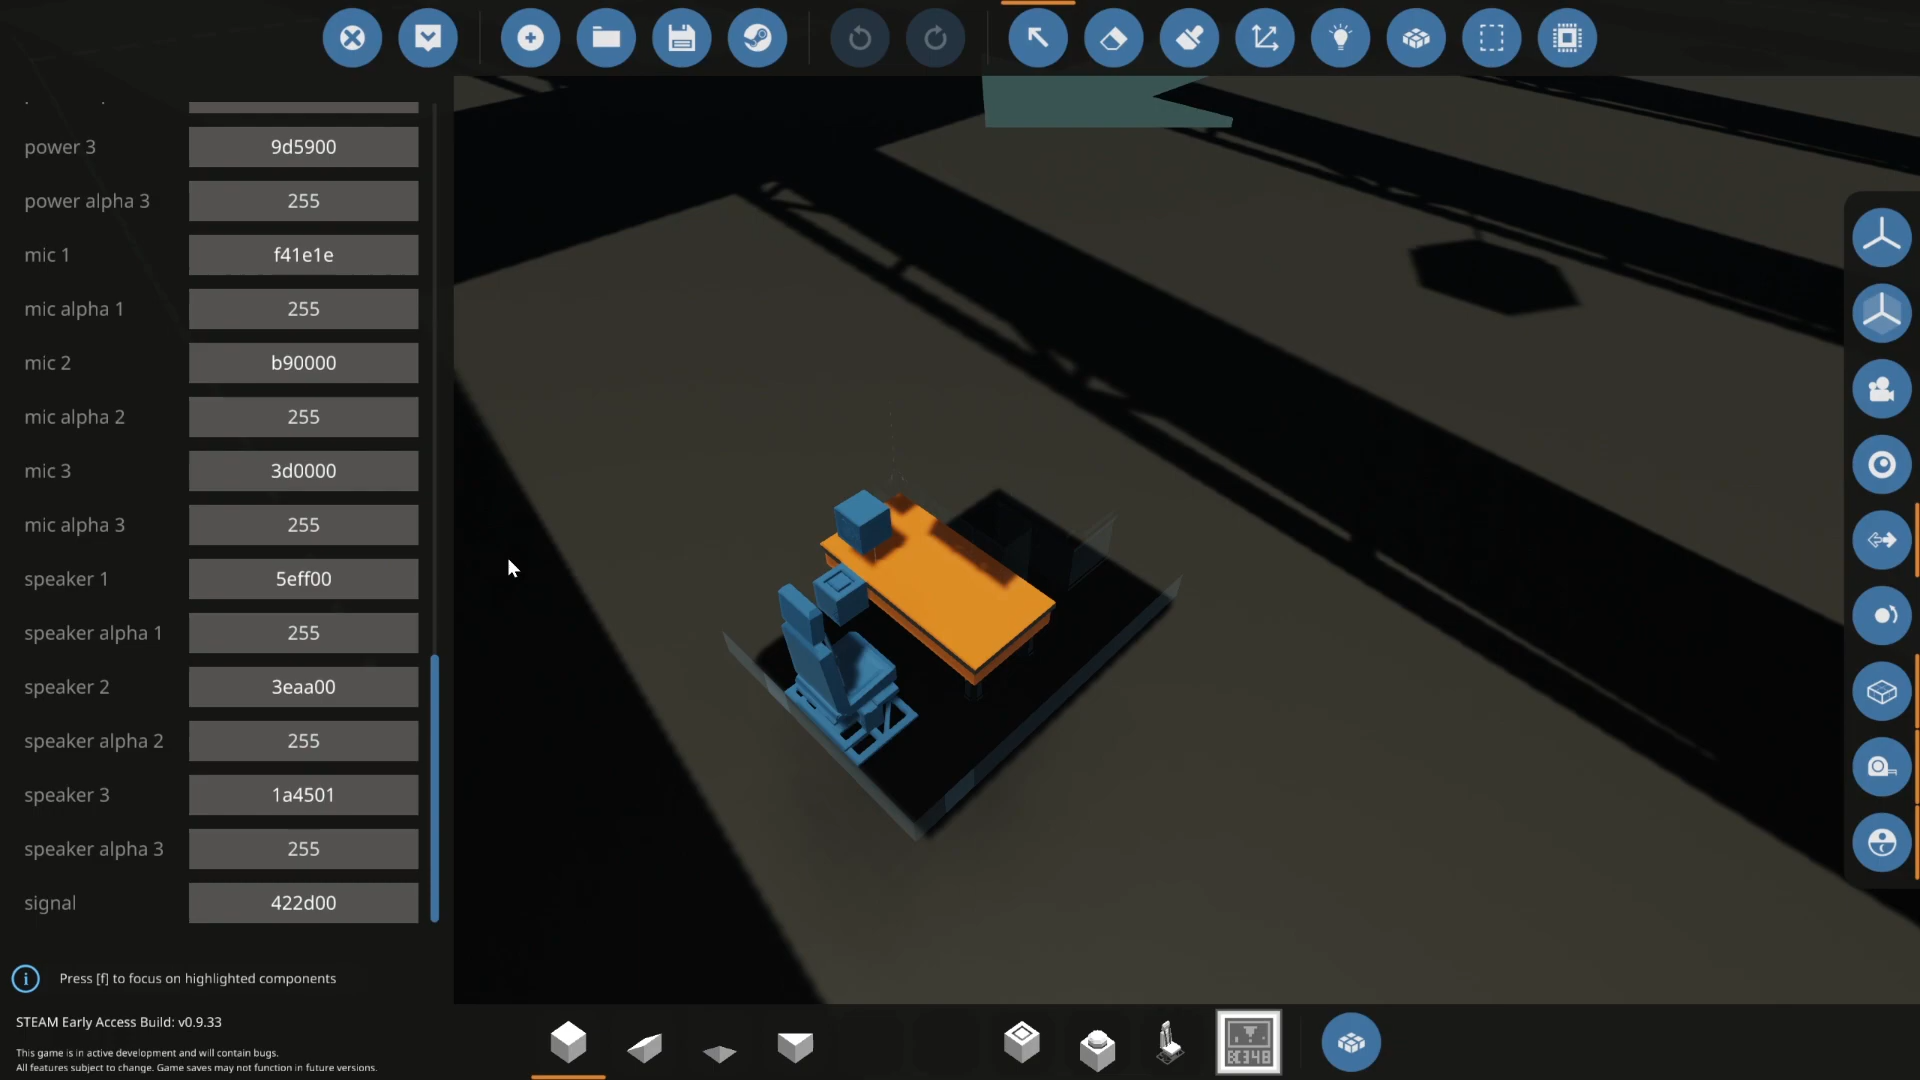 power 3
9d5900
power alpha 3
255
mic 1
f41e1e
mic alpha 1
255
mic 2
b90000
mic alpha 2
255
mic 3
3d0000
mic alpha 3
255
speaker 1
5eff00
speaker alpha 1
255
speaker 2
3eaa00
speaker alpha 2
255
speaker 3
1a4501
speaker alpha 3
255
signal
422d00
Press [f] to focus on highlighted components
STEAM Early Access Build: v0.9.33
This game is in active development and will contain bugs.
All features subject to change. Game saves may not function in future versions.